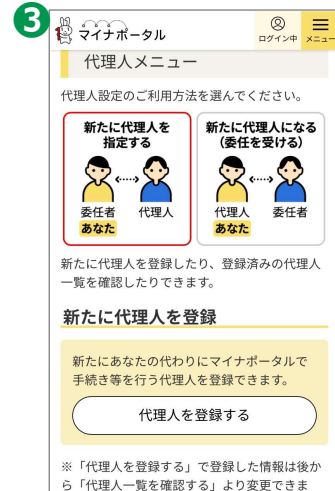 3
マイナポータル
ログイン中 メニュー
代理人メニュー
代理人設定のご利用方法を選んでください。
新たに代理人を
指定する
委任者 代理人
あなた
新たに代理人になる
（委任を受ける）
代理人 委任者
あなた
新たに代理人を登録したり、登録済みの代理人
一覧を確認したりできます。
新たに代理人を登録
新たにあなたの代わりにマイナポータルで
手続き等を行う代理人を登録できます。
代理人を登録する
※「代理人を登録する」で登録した情報は後か
ら「代理人一覧を確認する」より変更できま